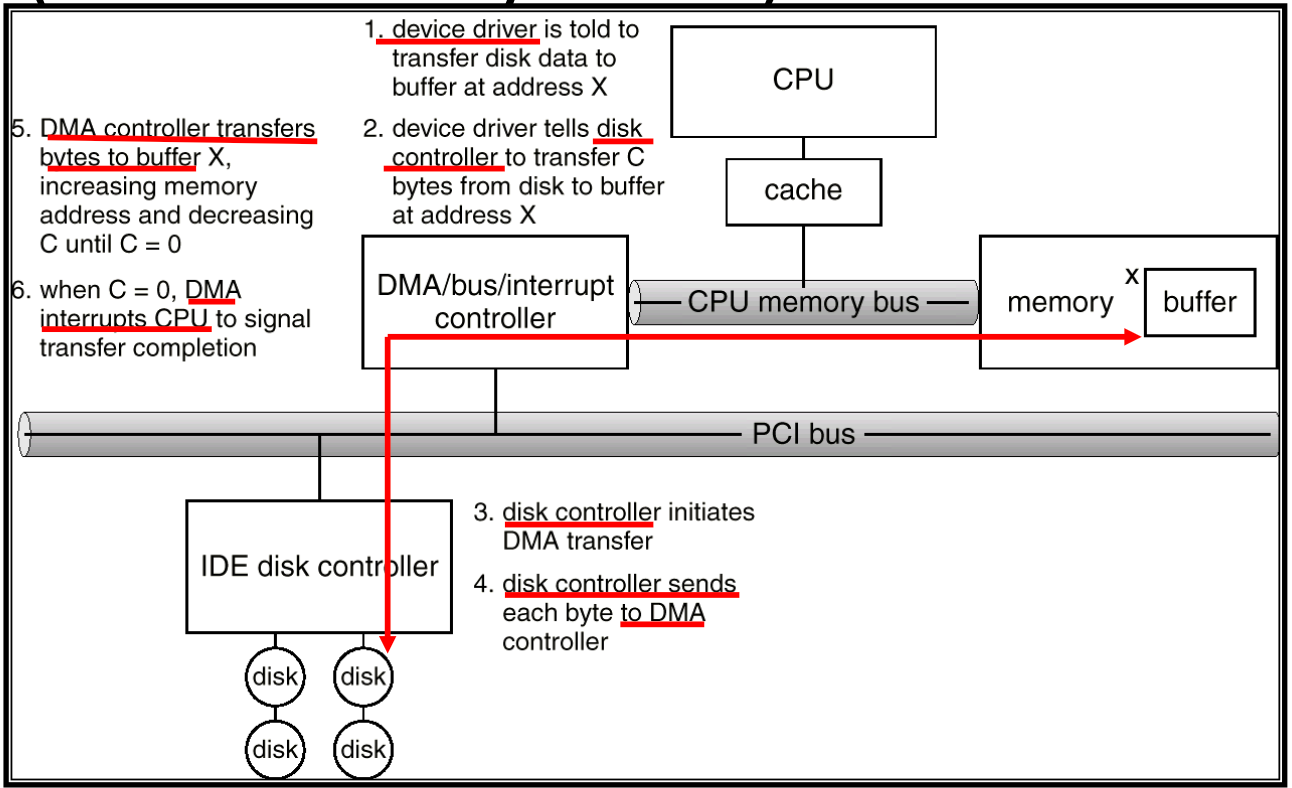 1. device driver is told to
transfer disk data to
buffer at address X
CPU
5. DMA controller transfers
bytes to buffer X,
increasing memory
address and decreasing
C until C = 0
2. device driver tells disk
controller to transfer C
bytes from disk to buffer
at address X
cache
6. when C = 0, DMA
interrupts CPU to signal
transfer completion
DMA/bus/interrupt
controller
CPU memory bus
memory
X
buffer
PCI bus
IDE disk controller
3. disk controller initiates
DMA transfer
4. disk controller sends
each byte to DMA
controller
disk
disk
disk
disk